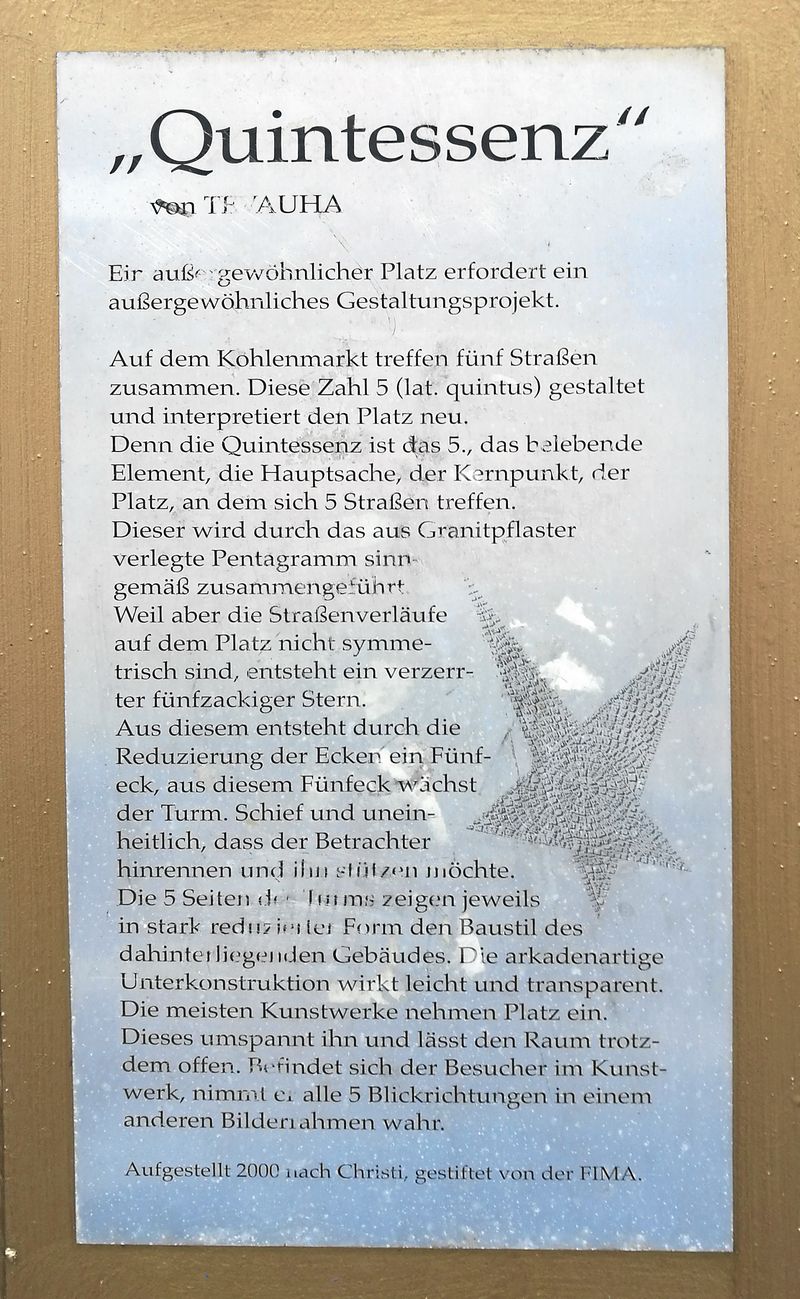 „Quintessenz“
von
Ein außergewöhnlicher Platz erfordert ein
außergewöhnliches Gestaltungsprojekt.
Auf dem Kohlenmarkt treffen fünf Straßen
zusammen. Diese Zahl 5 (lat. quintus) gestaltet
und interpretiert den Platz neu.
Denn die Quintessenz ist das 5., das belebende
Element, die Hauptsache, der Kernpunkt, der
Platz, an dem sich 5 Straßen treffen.
Dieser wird durch das aus Granitpflaster
verlegte Pentagramm sinn-
gemäß zusammengeführt.
Weil aber die Straßenverläufe
auf dem Platz nicht symme-
trisch sind, entsteht ein verzerr-
ter fünfzackiger Stern.
Aus diesem entsteht durch die
Reduzierung der Ecken ein Fünf-
eck, aus diesem Fünfeck wächst
der Turm. Schief und unein-
heitlich, dass der Betrachter
hinrennen und ihn stützen möchte.
Die 5 Seiten des Turms zeigen jeweils
in stark reduzierter Form den Baustil des
dahinterliegenden Gebäudes. Die arkadenartige
Unterkonstruktion wirkt leicht und transparent.
Die meisten Kunstwerke nehmen Platz ein.
Dieses umspannt ihn und lässt den Raum trotz-
dem offen. Befindet sich der Besucher im Kunst-
werk, nimmt er alle 5 Blickrichtungen in einem
anderen Bilderrahmen wahr.
Aufgestellt 2000 nach Christi, gestiftet von der FIMA.